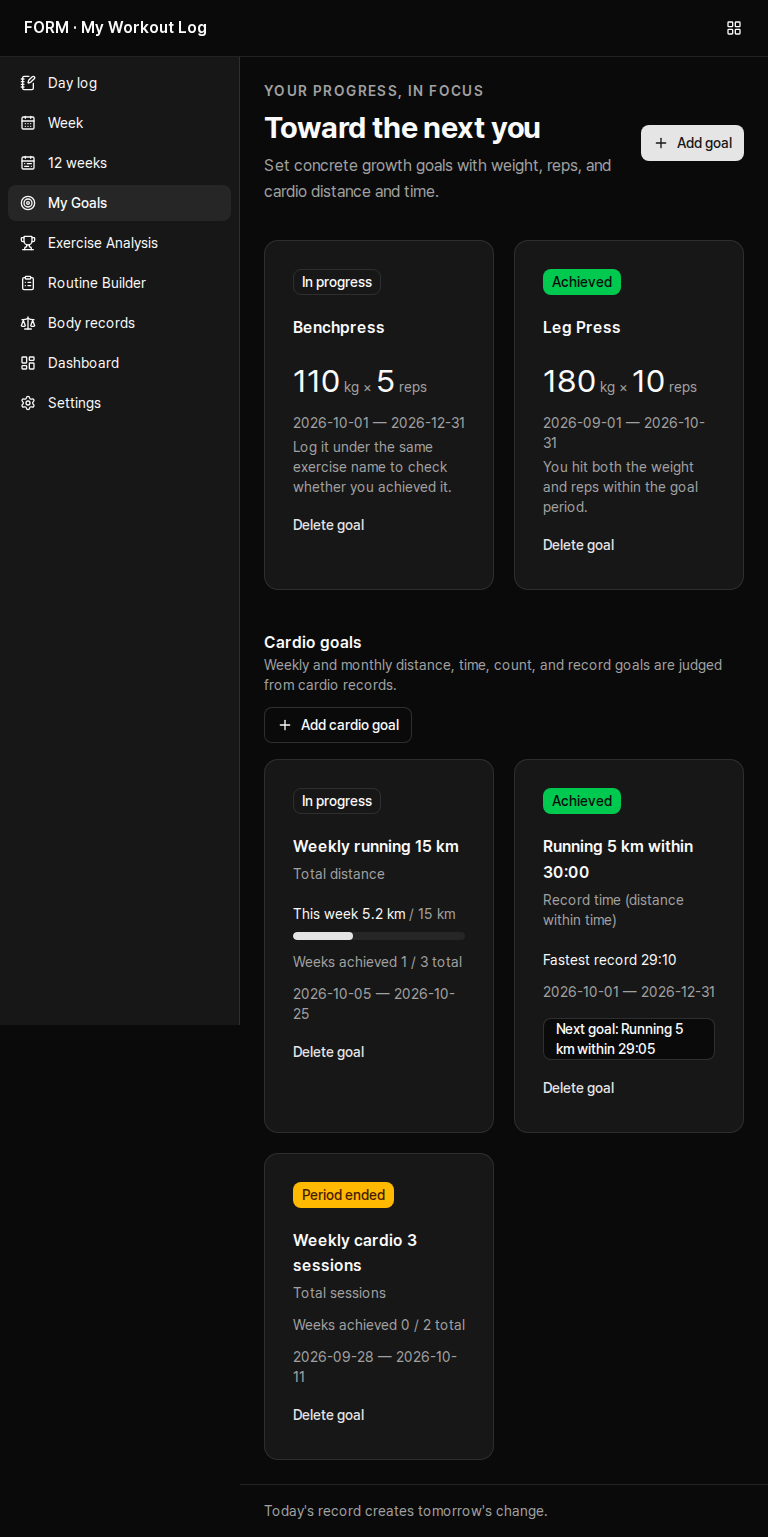 FORM · My Workout Log
Day log
Week
12 weeks
My Goals
Exercise Analysis
Routine Builder
Body records
Dashboard
Settings
YOUR PROGRESS, IN FOCUS
Toward the next you
Set concrete growth goals with weight, reps, and
cardio distance and time.
Add goal
In progress
Benchpress
110 kg × 5 reps
2026-10-01 — 2026-12-31
Log it under the same
exercise name to check
whether you achieved it.
Delete goal
Achieved
Leg Press
180 kg × 10 reps
2026-09-01 — 2026-10-
31
You hit both the weight
and reps within the goal
period.
Delete goal
Cardio goals
Weekly and monthly distance, time, count, and record goals are judged
from cardio records.
Add cardio goal
In progress
Weekly running 15 km
Total distance
This week 5.2 km / 15 km
Weeks achieved 1 / 3 total
2026-10-05 — 2026-10-
25
Delete goal
Achieved
Running 5 km within
30:00
Record time (distance
within time)
Fastest record 29:10
2026-10-01 — 2026-12-31
Next goal: Running 5
km within 29:05
Delete goal
Period ended
Weekly cardio 3
sessions
Total sessions
Weeks achieved 0 / 2 total
2026-09-28 — 2026-10-
11
Delete goal
Today's record creates tomorrow's change.